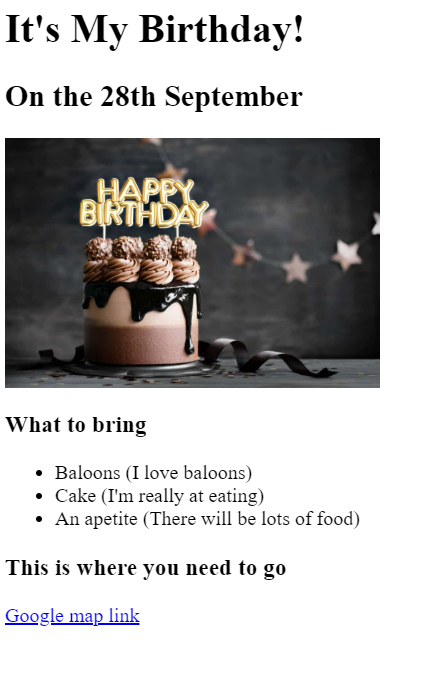 It's My Birthday!
On the 28th September
HAPPY
BIRTHDAY
What to bring
Baloons (I love baloons)
Cake (I'm really at eating)
An apetite (There will be lots of food)
This is where you need to go
Google map link